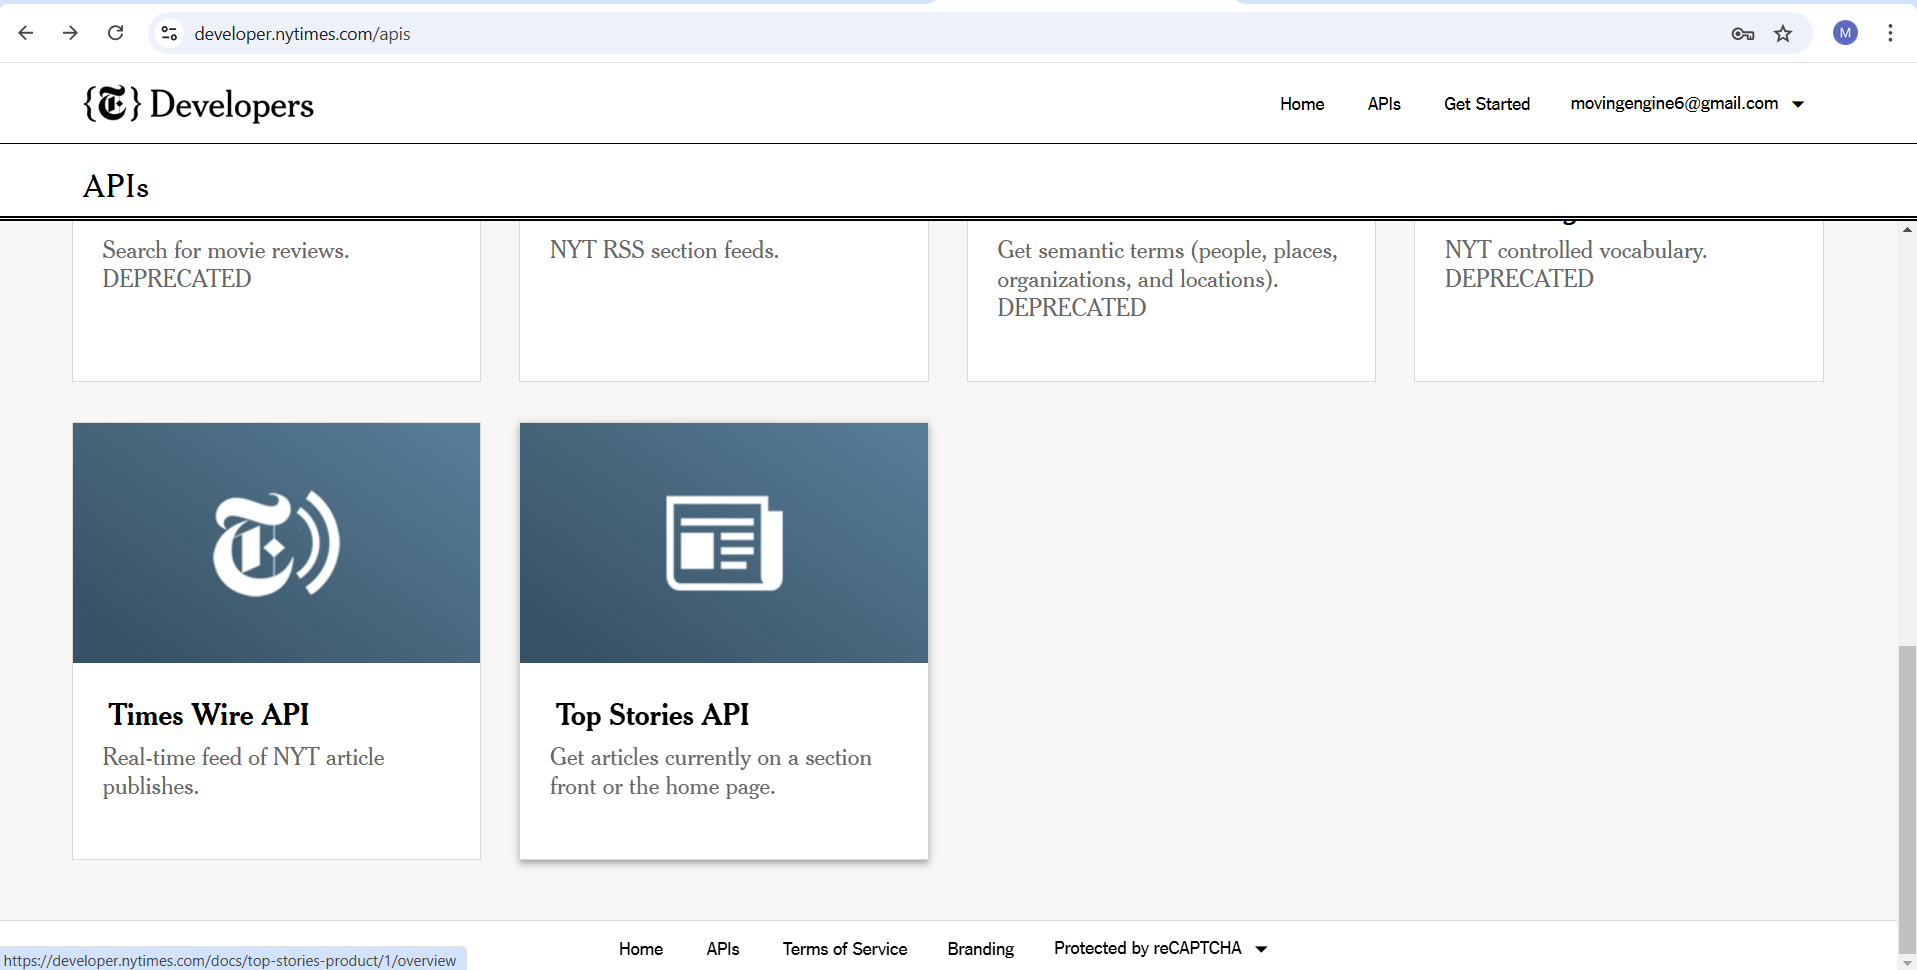 developer.nytimes.com/apis
M
Developers
Home APIs Get Started movingengine6@gmail.com
APIs
Search for movie reviews.
DEPRECATED
NYT RSS section feeds.
Get semantic terms (people, places,
organizations, and locations).
DEPRECATED
NYT controlled vocabulary.
DEPRECATED
Times Wire API
Real-time feed of NYT article
publishes.
Top Stories API
Get articles currently on a section
front or the home page.
Home APIs Terms of Service Branding Protected by reCAPTCHA
https://developer.nytimes.com/docs/top-stories-product/1/overview